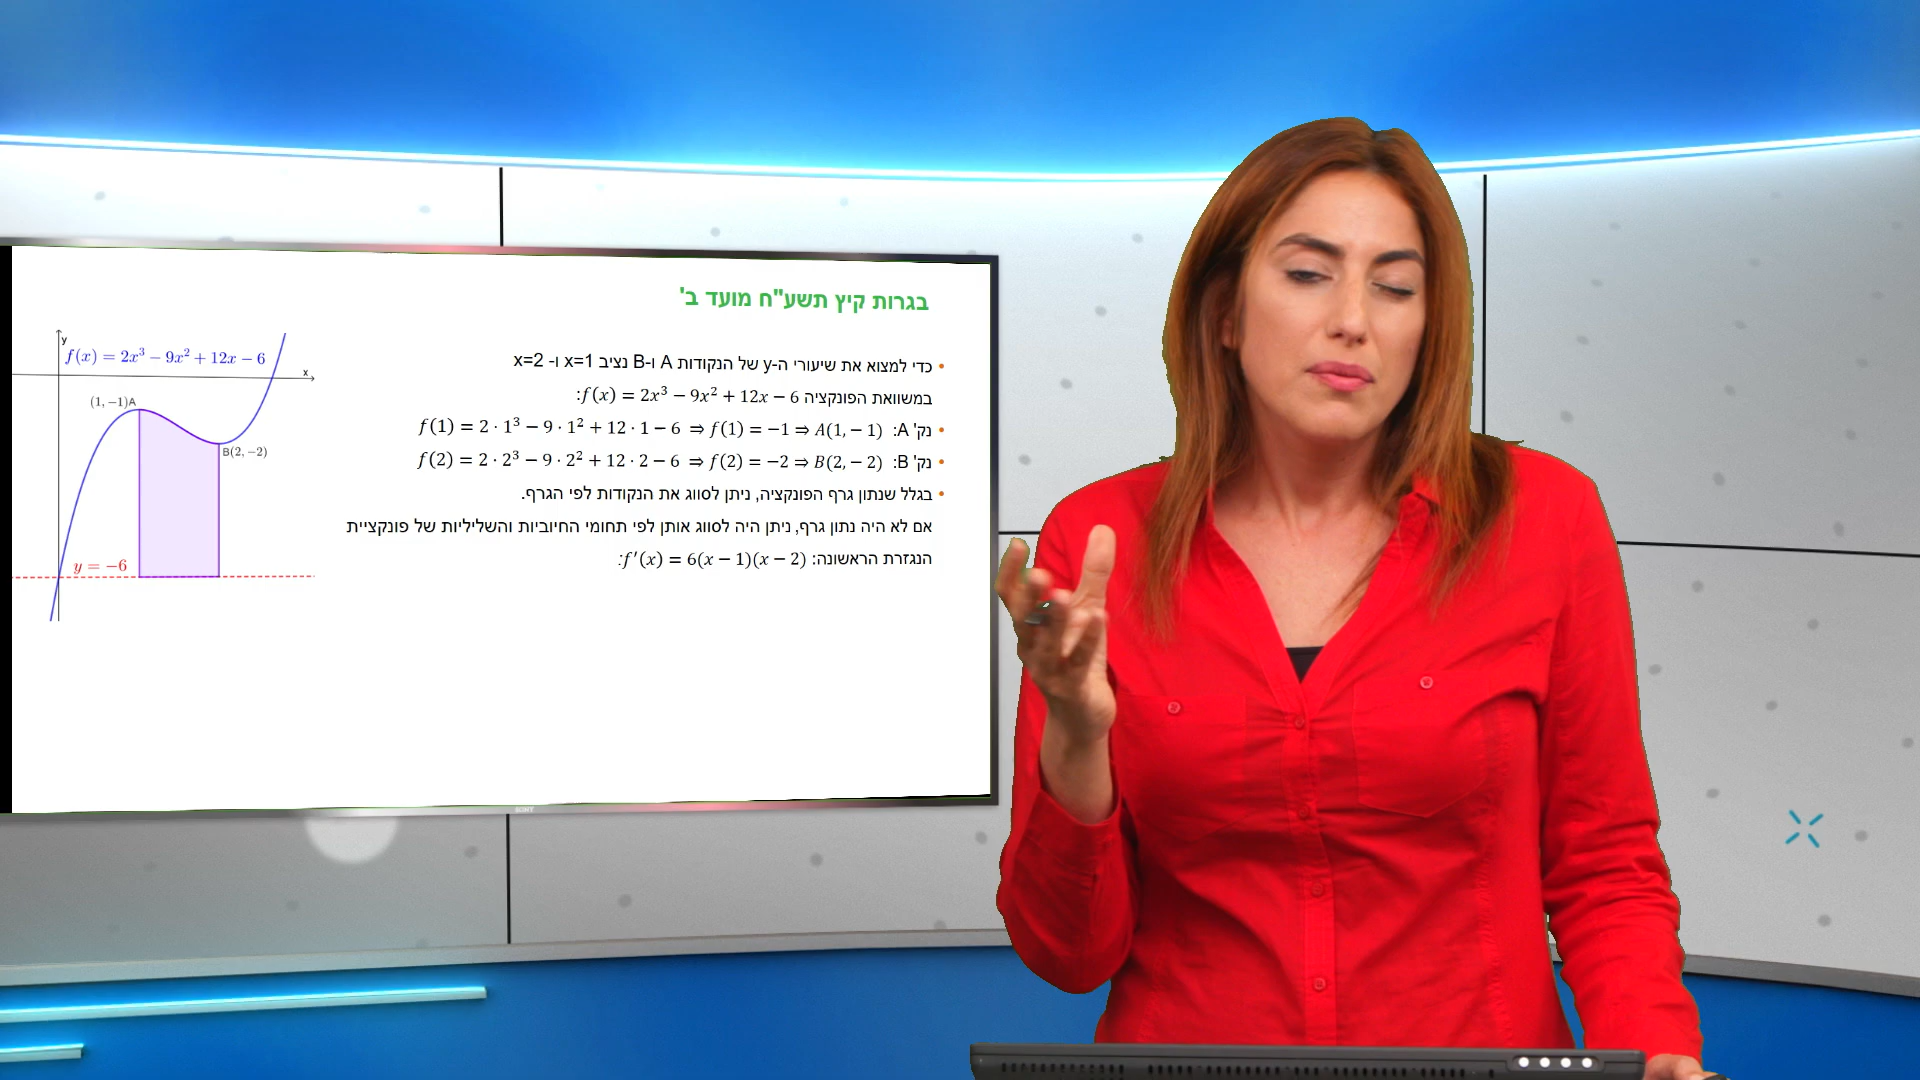 בגרות קיץ תשע"ח מועד ב'
• כדי למצוא את שיעורי ה-y של הנקודות A ו-B נציב x=1 ו- x=2
במשוואת הפונקציה f(x) = 2x³ − 9x² + 12x − 6:
• נק' A: f(1) = 2 · 1³ − 9 · 1² + 12 · 1 − 6 ⇒ f(1) = −1 ⇒ A(1, − 1)
• נק' B: f(2) = 2 · 2³ − 9 · 2² + 12 · 2 − 6 ⇒ f(2) = −2 ⇒ B(2, − 2)
• בגלל שנתון גרף הפונקציה, ניתן לסווג את הנקודות לפי הגרף.
אם לא היה נתון גרף, ניתן היה לסווג אותן לפי תחומי החיוביות והשליליות של פונקציית
הנגזרת הראשונה: f′(x) = 6(x − 1)(x − 2):
y
f(x) = 2x³ − 9x² + 12x − 6
x
(1, −1)A
B(2, −2)
y = −6
SONY